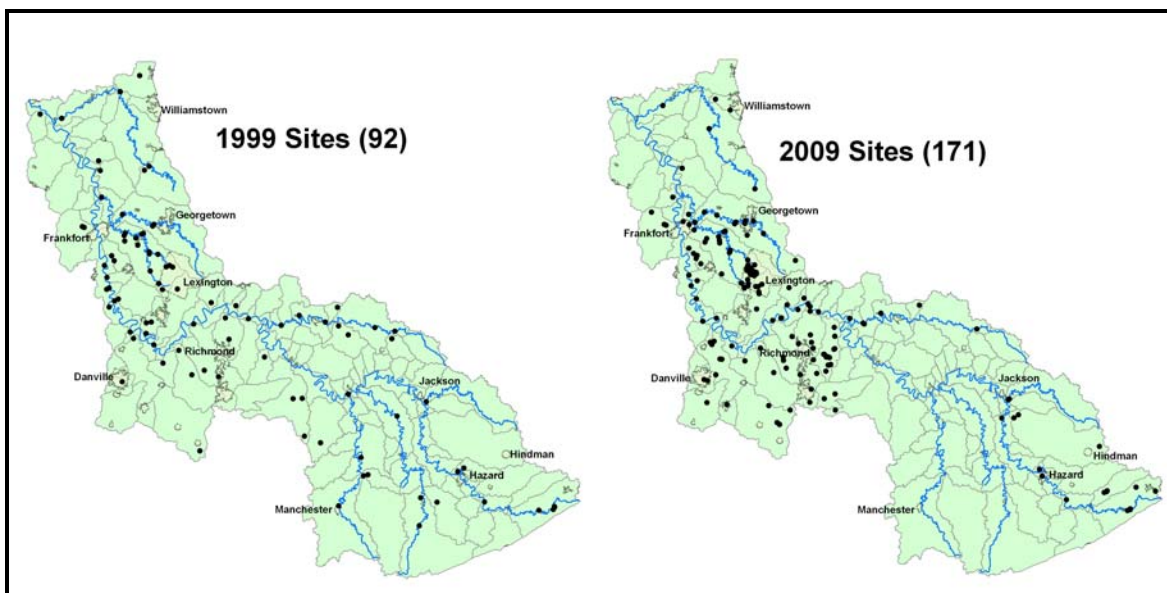 Williamstown
1999 Sites (92)
Georgetown
Frankfort
Lexington
Richmond
Danville
Jackson
Hindman
Hazard
Manchester
Williamstown
2009 Sites (171)
Georgetown
Frankfort
Lexington
Richmond
Danville
Jackson
Hindman
Hazard
Manchester